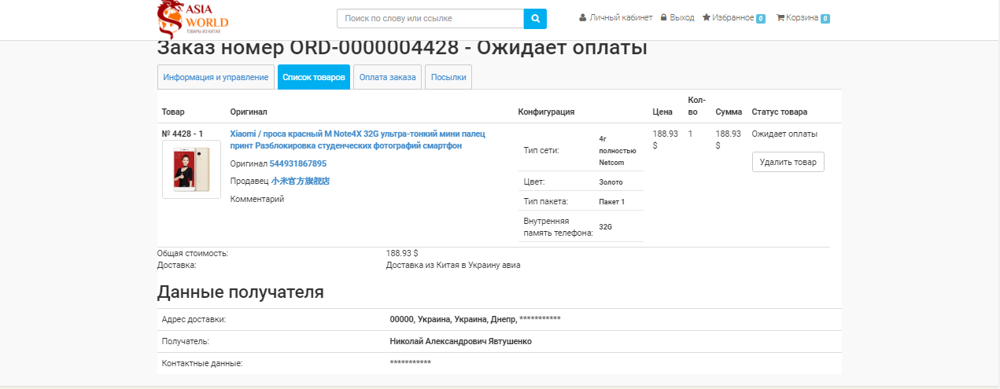 ASIA
WORLD
ТОВАРЫ ИЗ КИТАЯ
Поиск по слову или ссылке
Личный кабинет Выход Избранное 0 Корзина 0
Заказ номер ORD-0000004428 - Ожидает оплаты
Информация и управление Список товаров Оплата заказа Посылки
Товар Оригинал Конфигурация Цена Кол-во Сумма Статус товара
№ 4428 - 1
Xiaomi / проса красный M Note4X 32G ультра-тонкий мини палец
принт Разблокировка студенческих фотографий смартфон
Оригинал 544931867895
Продавец 小米官方旗舰店
Комментарий
Тип сети: 4г
полностью
Netcom
Цвет: Золото
Тип пакета: Пакет 1
Внутренняя
память телефона: 32G
188.93
$
1
188.93
$
Ожидает оплаты
Удалить товар
Общая стоимость: 188.93 $
Доставка: Доставка из Китая в Украину авиа
Данные получателя
Адрес доставки: 00000, Украина, Украина, Днепр, ***********
Получатель: Николай Александрович Явтушенко
Контактные данные: ***********